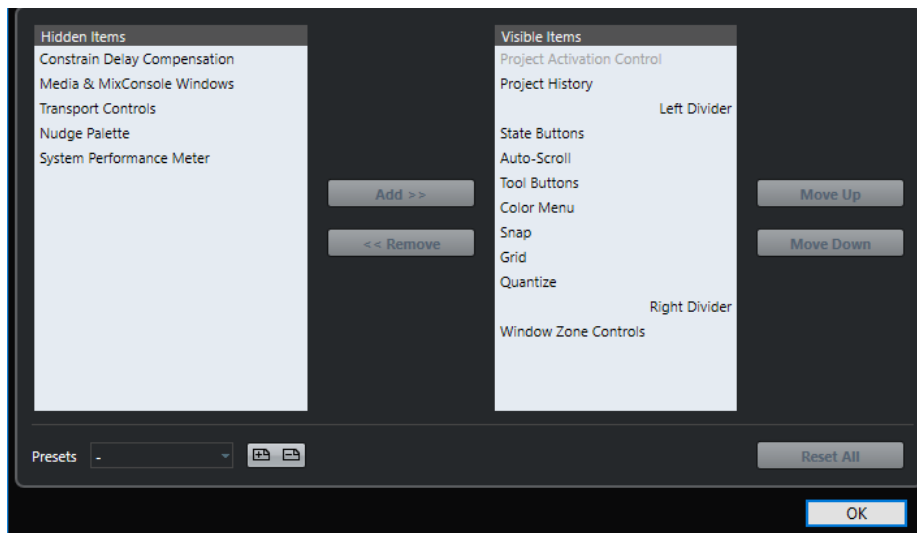 Hidden Items
Constrain Delay Compensation
Media & MixConsole Windows
Transport Controls
Nudge Palette
System Performance Meter
Add >>
<< Remove
Visible Items
Project Activation Control
Project History
Left Divider
State Buttons
Auto-Scroll
Tool Buttons
Color Menu
Snap
Grid
Quantize
Right Divider
Window Zone Controls
Move Up
Move Down
Presets -
Reset All
OK